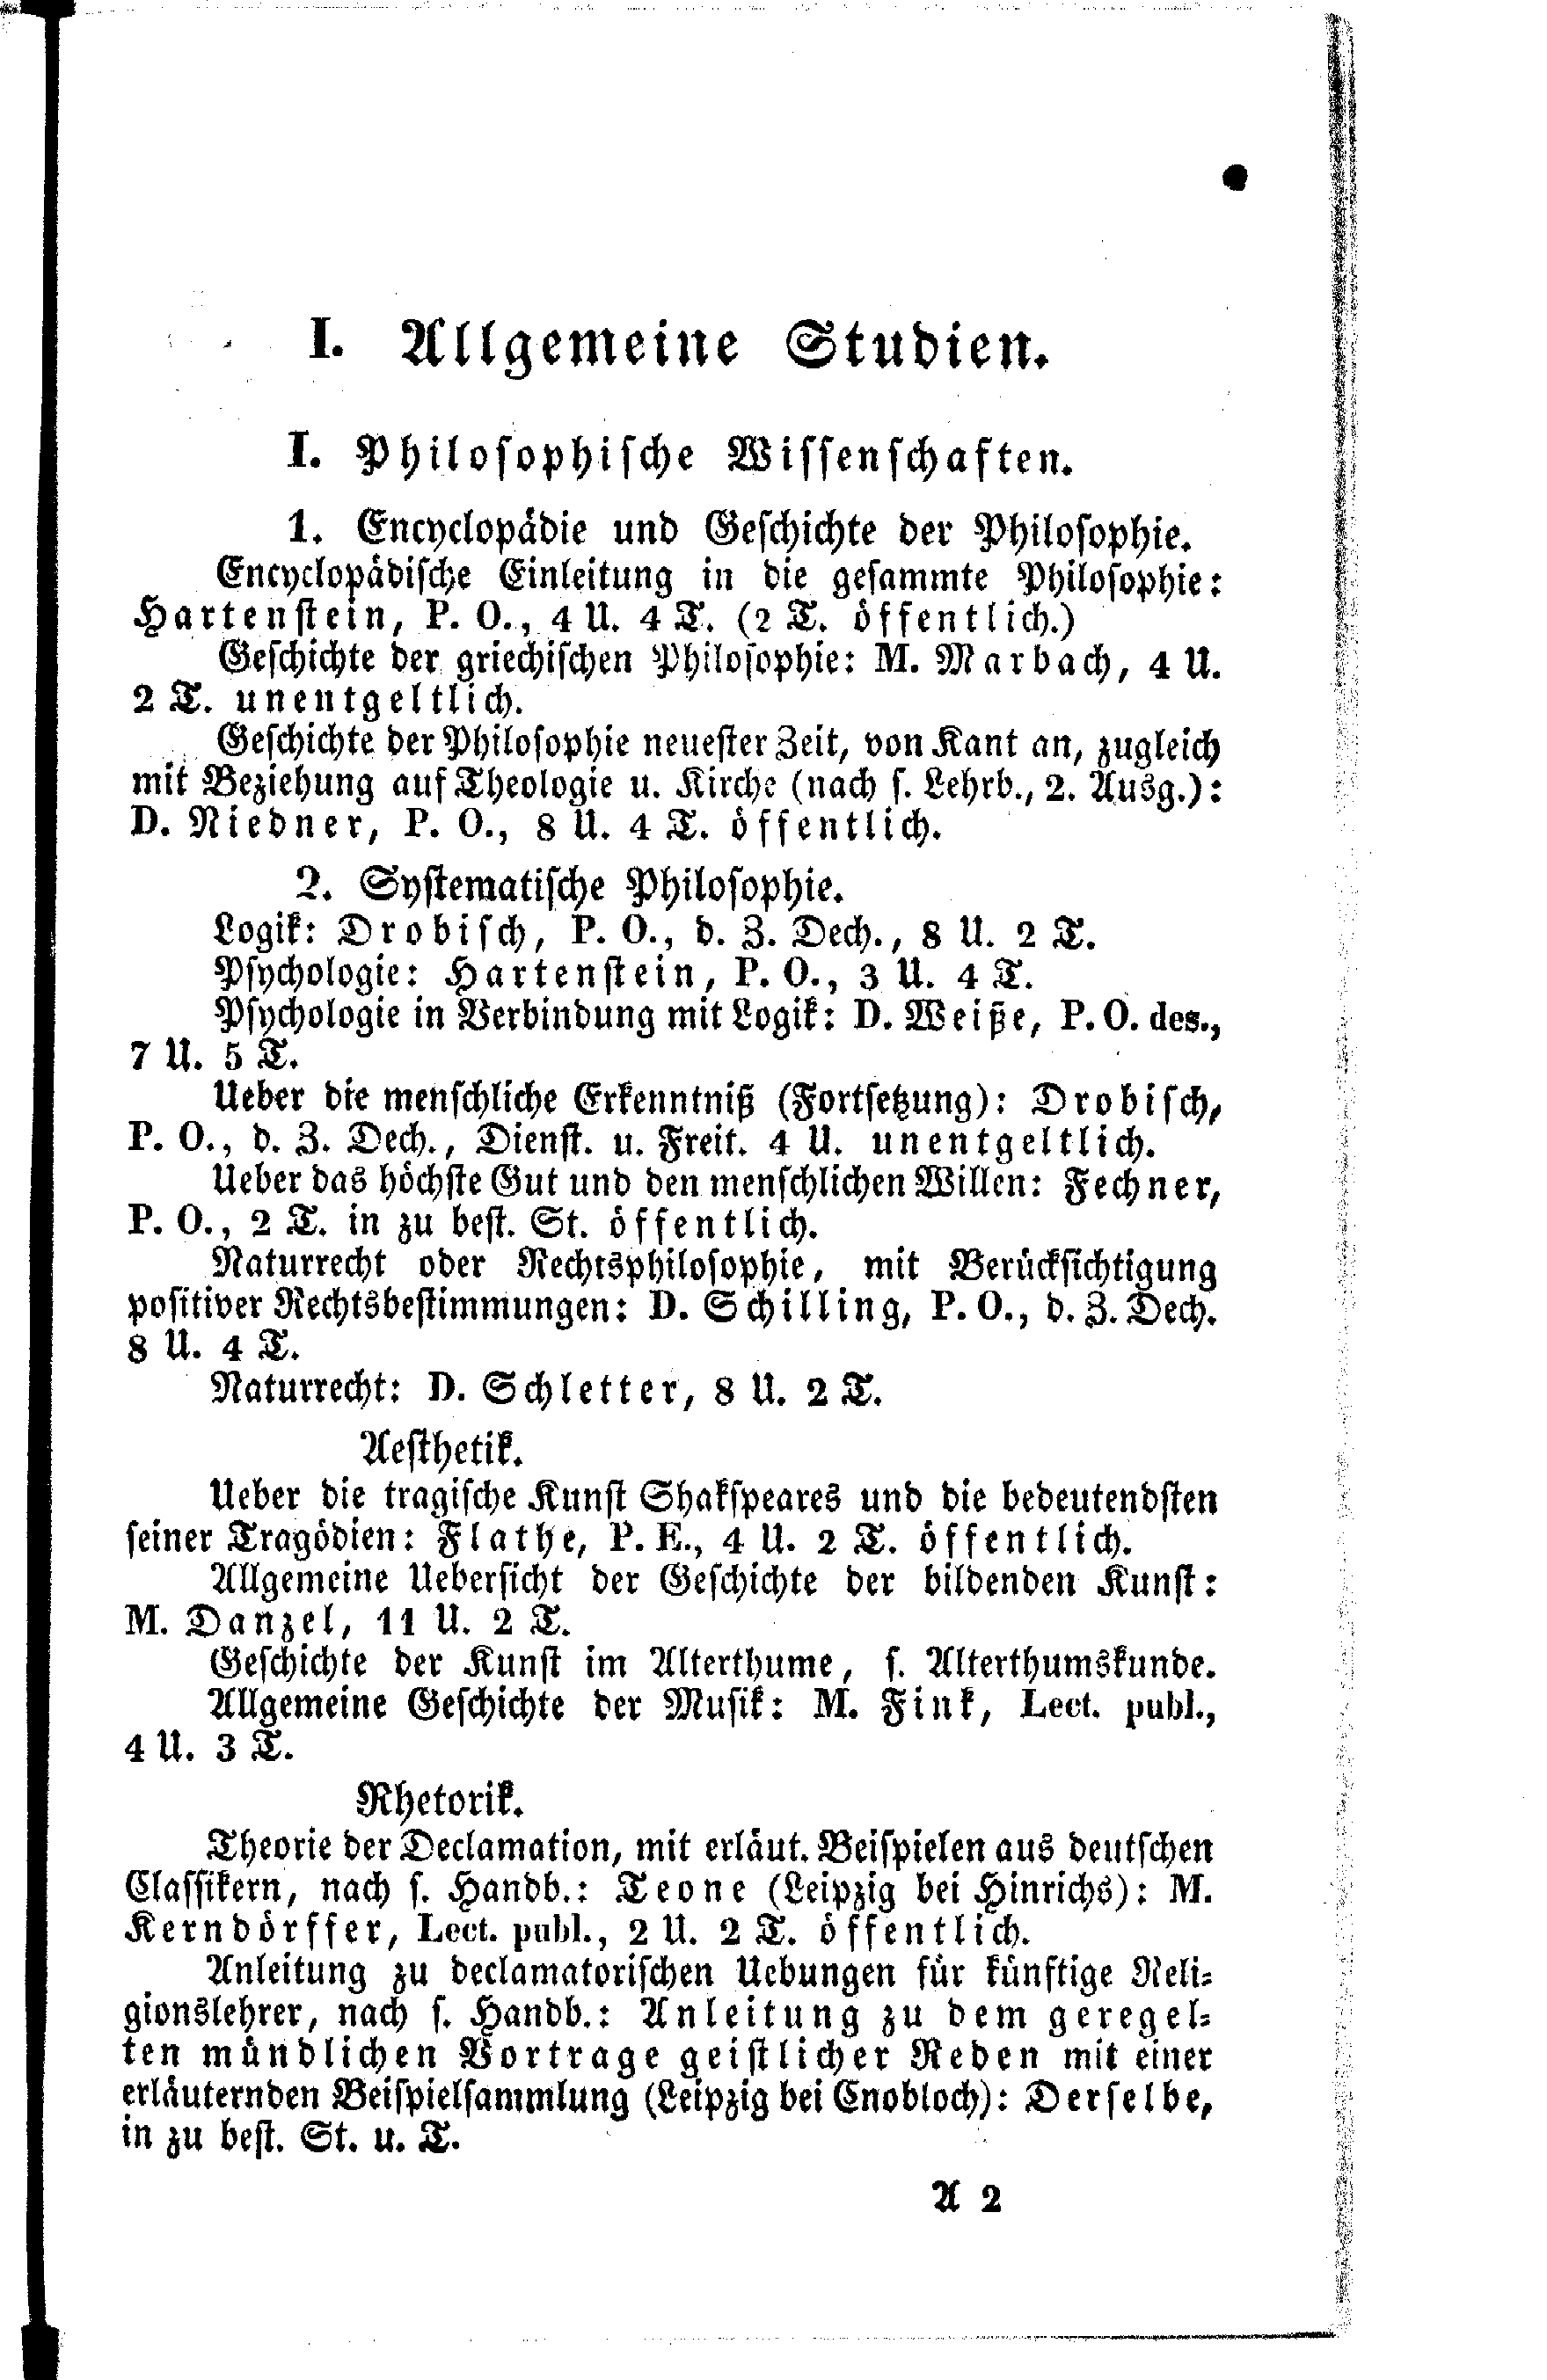 I. Allgemeine Studien.
I. Philosophische Wissenschaften.
1. Encyclopädie und Geschichte der Philosophie.
Encyclopädische Einleitung in die gesammte Philosophie:
Hartenstein, P. O., 4 U. 4 T. (2 T. öffentlich.)
Geschichte der griechischen Philosophie: M. Marbach, 4 U.
2 T. unentgeltlich.
Geschichte der Philosophie neuester Zeit, von Kant an, zugleich
mit Beziehung auf Theologie u. Kirche (nach s. Lehrb., 2. Ausg.):
D. Niedner, P. O., 8 U. 4 T. öffentlich.
2. Systematische Philosophie.
Logik: Drobisch, P. O., d. Z. Dech., 8 U. 2 T.
Psychologie: Hartenstein, P. O., 3 U. 4 T.
Psychologie in Verbindung mit Logik: D. Weiße, P. O. des.,
7 U. 5 T.
Ueber die menschliche Erkenntniß (Fortsetzung): Drobisch,
P. O., d. Z. Dech., Dienst. u. Freit. 4 U. unentgeltlich.
Ueber das höchste Gut und den menschlichen Willen: Fechner,
P. O., 2 T. in zu best. St. öffentlich.
Naturrecht oder Rechtsphilosophie, mit Berücksichtigung
positiver Rechtsbestimmungen: D. Schilling, P. O., d. Z. Dech.
8 U. 4 T.
Naturrecht: D. Schletter, 8 U. 2 T.
Aesthetik.
Ueber die tragische Kunst Shakspeares und die bedeutendsten
seiner Tragödien: Flathe, P. E., 4 U. 2 T. öffentlich.
Allgemeine Uebersicht der Geschichte der bildenden Kunst:
M. Danzel, 11 U. 2 T.
Geschichte der Kunst im Alterthume, s. Alterthumskunde.
Allgemeine Geschichte der Musik: M. Fink, Lect. publ.,
4 U. 3 T.
Rhetorik.
Theorie der Declamation, mit erläut. Beispielen aus deutschen
Classikern, nach s. Handb.: Teone (Leipzig bei Hinrichs): M.
Kerndörffer, Lect. publ., 2 U. 2 T. öffentlich.
Anleitung zu declamatorischen Uebungen für künftige Reli-
gionslehrer, nach s. Handb.: Anleitung zu dem geregel-
ten mündlichen Vortrage geistlicher Reden mit einer
erläuternden Beispielsammlung (Leipzig bei Cnobloch): Derselbe,
in zu best. St. u. T.
A 2